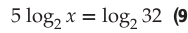 5 log₂ x = log₂ 32 (9